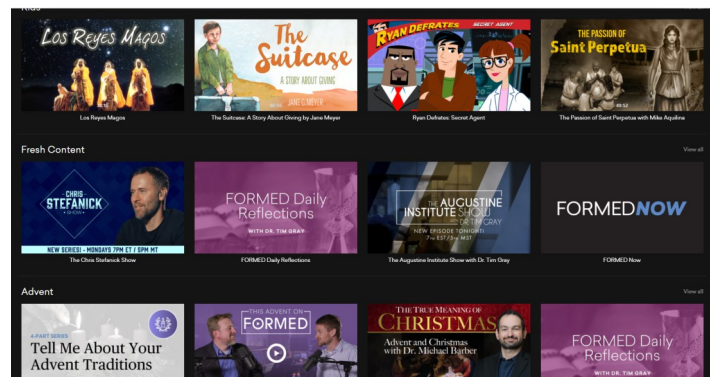 Kids
LOS REYES MAGOS
The
Suitcase
A STORY ABOUT GIVING
JANE G. MEYER
RYAN DEFRATES
SECRET AGENT
THE PASSION OF
Saint Perpetua
49:52
Los Reyes Magos
The Suitcase: A Story About Giving by Jane Meyer
Ryan Defrates: Secret Agent
The Passion of Saint Perpetua with Mike Aquilina
Fresh Content
View all
CHRIS
STEFANICK
SHOW
NEW SERIES! - MONDAYS 7PM ET / 5PM MT
FORMED Daily
Reflections
WITH DR. TIM GRAY
THE AUGUSTINE
INSTITUTE SHOW
WITH DR. TIM GRAY
NEW EPISODE TONIGHT!
7PM EST/5PM MST
FORMEDNOW
The Chris Stefanick Show
FORMED Daily Reflections
The Augustine Institute Show with Dr. Tim Gray
FORMED Now
Advent
View all
4-PART SERIES
Tell Me About Your
Advent Traditions
THIS ADVENT ON
FORMED
THE TRUE MEANING OF
CHRISTMAS
Advent and Christmas
with Dr. Michael Barber
FORMED Daily
Reflections
WITH DR. TIM GRAY